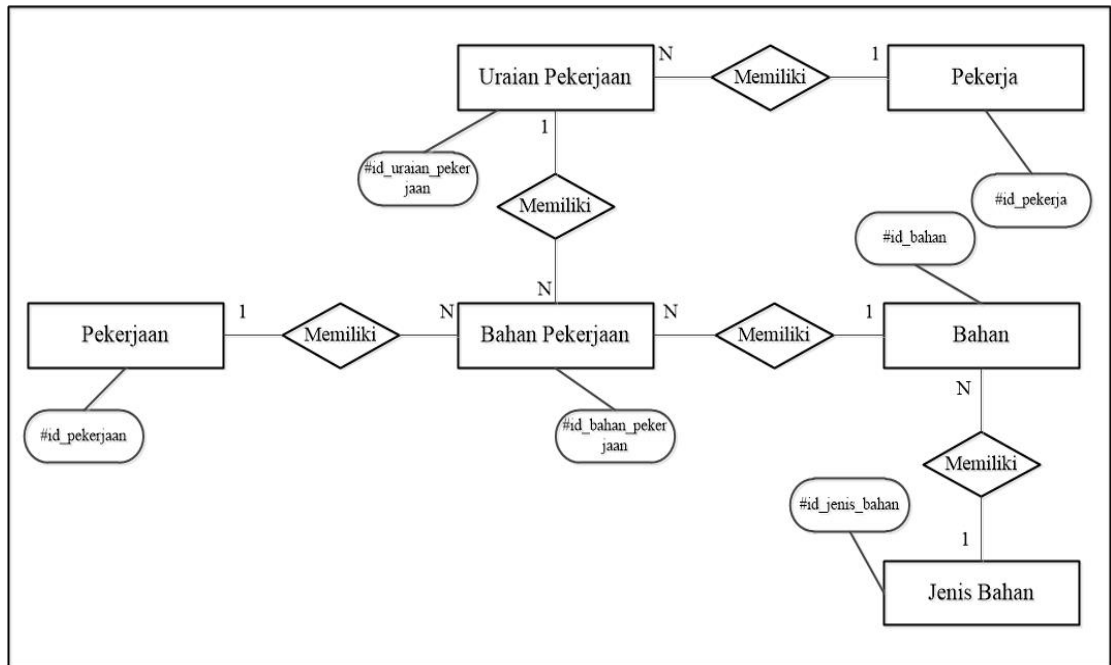 N
1
Uraian Pekerjaan
Memiliki
Pekerja
1
#id_uraian_peker
jaan
#id_pekerja
Memiliki
#id_bahan
N
1
N
N
1
Pekerjaan
Memiliki
Bahan Pekerjaan
Memiliki
Bahan
N
#id_pekerjaan
#id_bahan_peker
jaan
Memiliki
#id_jenis_bahan
1
Jenis Bahan